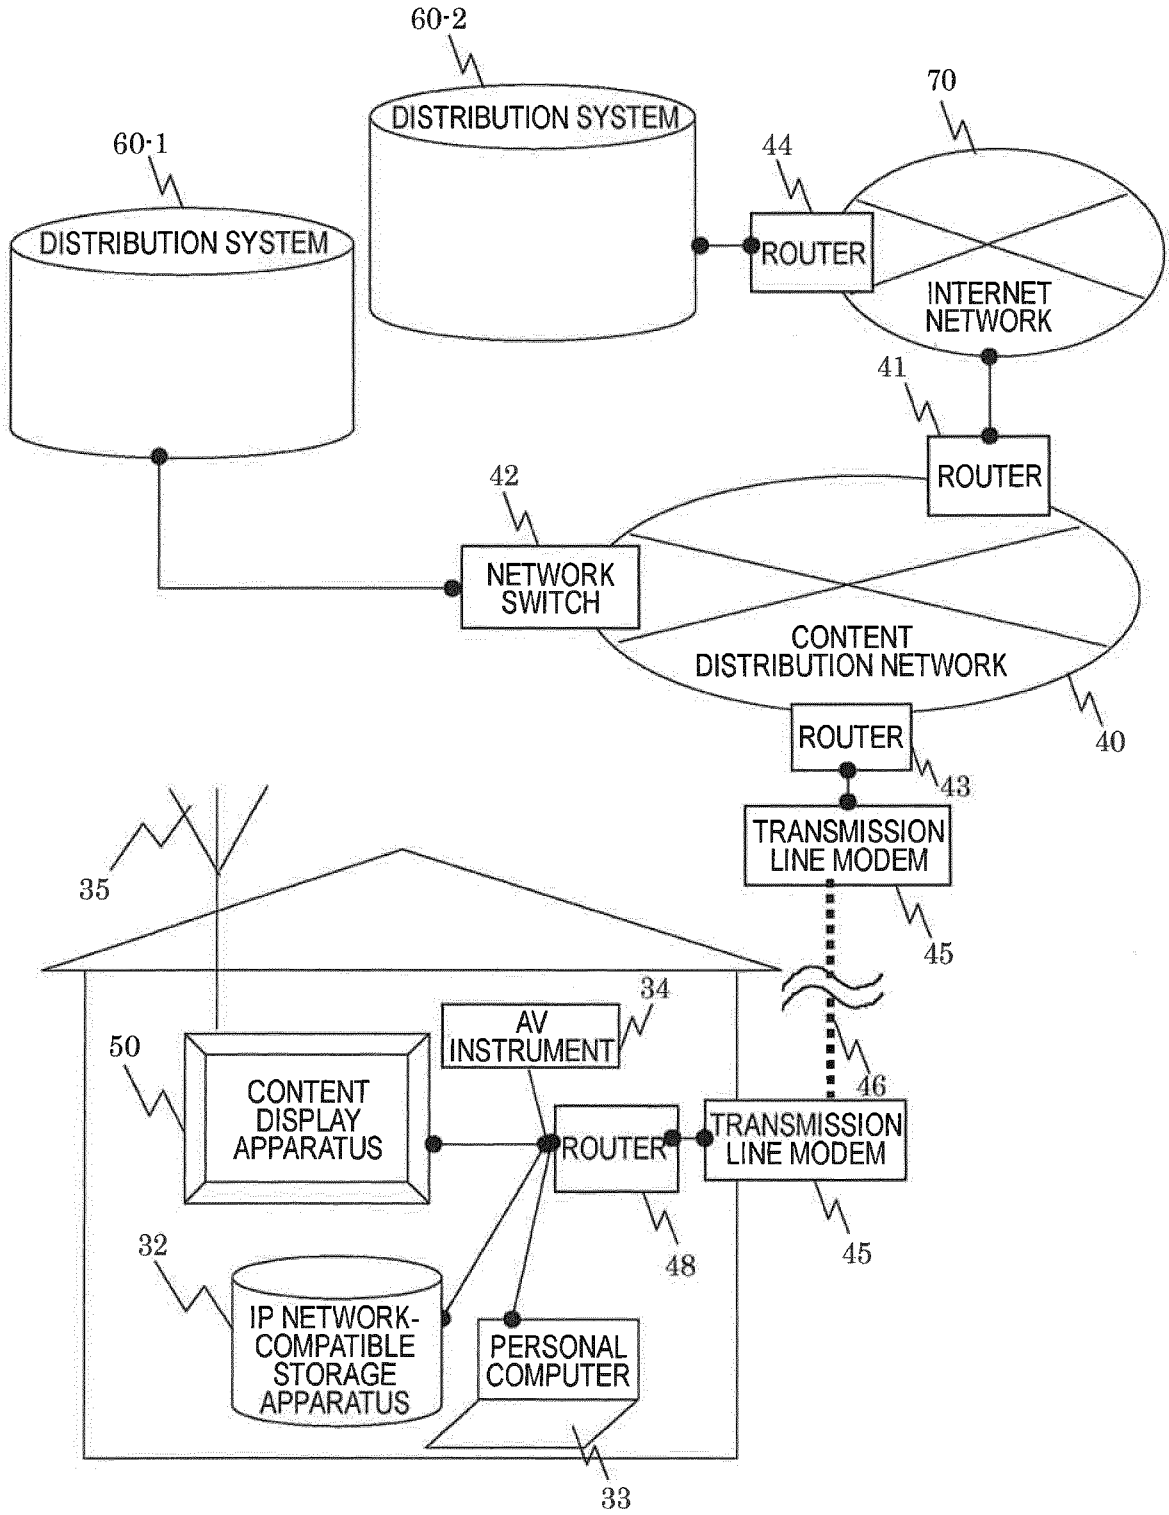 60-2
DISTRIBUTION SYSTEM
60-1
DISTRIBUTION SYSTEM
70
44
ROUTER
INTERNET
NETWORK
41
ROUTER
42
NETWORK
SWITCH
CONTENT
DISTRIBUTION NETWORK
40
ROUTER
43
TRANSMISSION
LINE MODEM
45
35
46
34
AV
INSTRUMENT
50
CONTENT
DISPLAY
APPARATUS
ROUTER
48
TRANSMISSION
LINE MODEM
45
32
IP NETWORK-
COMPATIBLE
STORAGE
APPARATUS
PERSONAL
COMPUTER
33